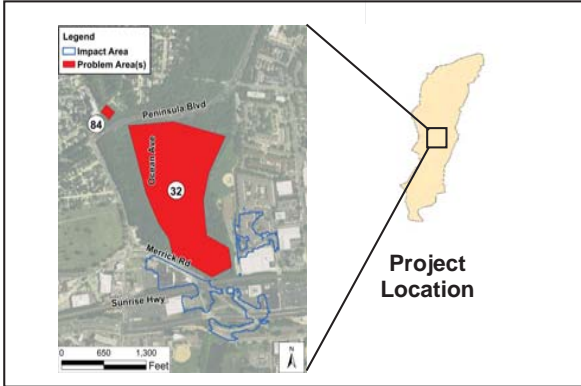 Legend
Impact Area
Problem Area(s)
84
Peninsula Blvd
Ocean Ave
32
Merrick Rd
Sunrise Hwy
0 650 1,300
Feet
N
Project
Location